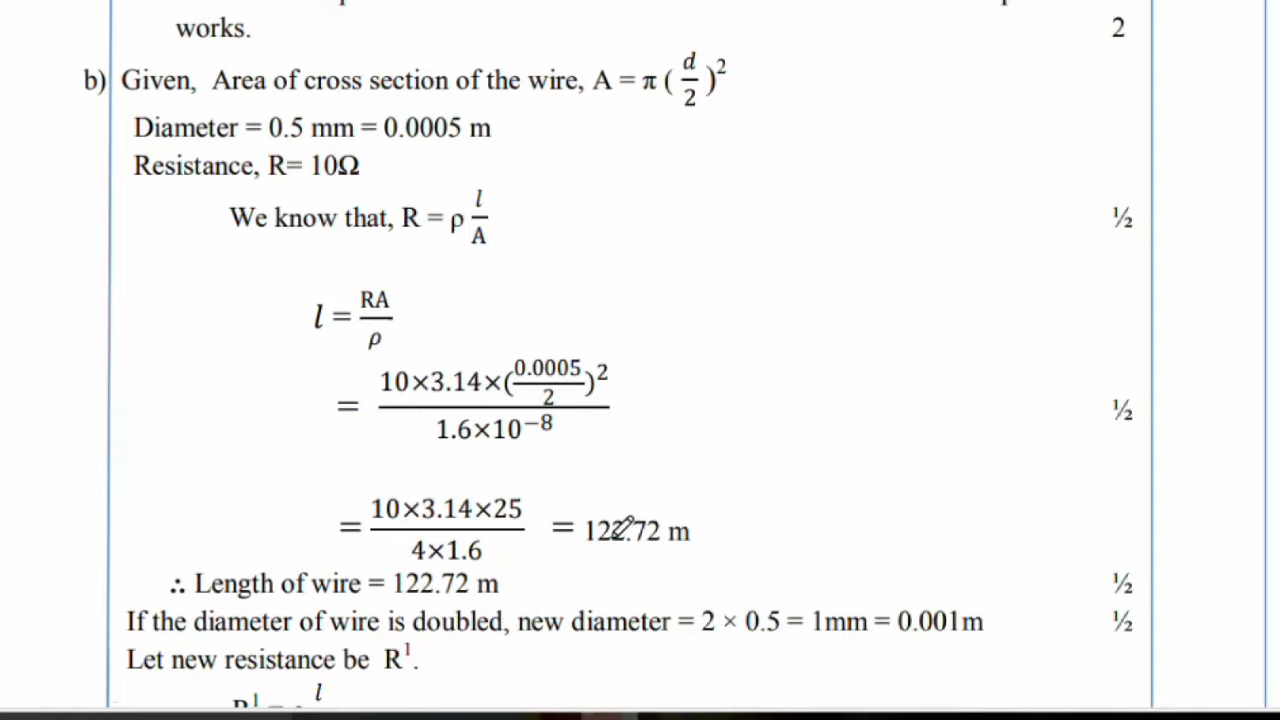 works. 2
b) Given, Area of cross section of the wire, A = π (d/2)²
Diameter = 0.5 mm = 0.0005 m
Resistance, R= 10Ω
We know that, R = ρ l/A ½
l = RA/ρ
= 10×3.14×(0.0005/2)² / 1.6×10⁻⁸ ½
= 10×3.14×25 / 4×1.6 = 122.72 m
∴ Length of wire = 122.72 m ½
If the diameter of wire is doubled, new diameter = 2 × 0.5 = 1mm = 0.001m ½
Let new resistance be R¹.
l